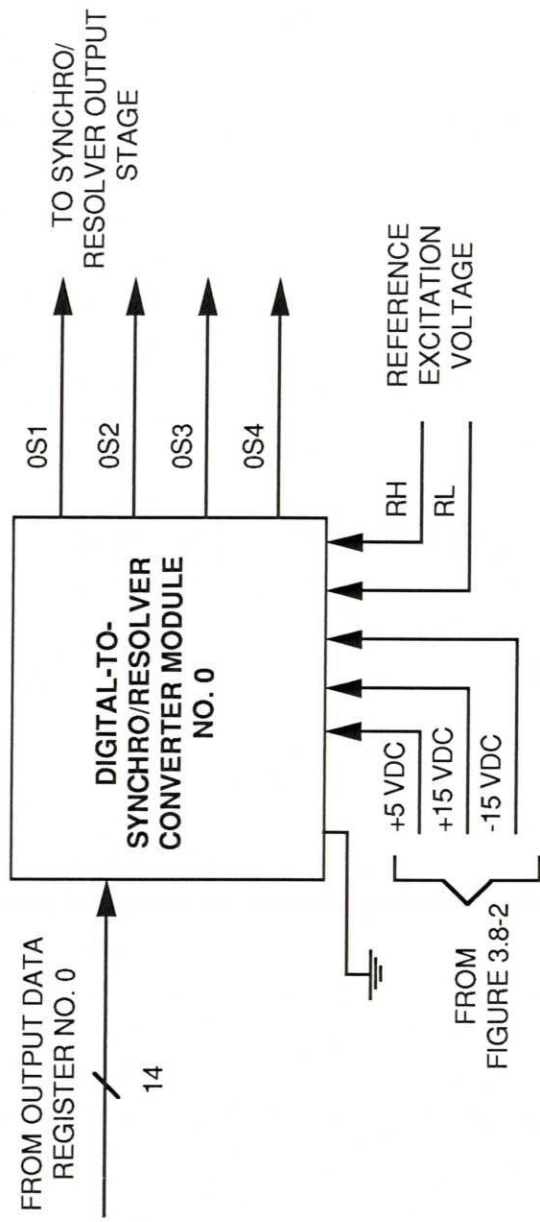 FROM OUTPUT DATA
REGISTER NO. 0
14
DIGITAL-TO-
SYNCHRO/RESOLVER
CONVERTER MODULE
NO. 0
0S1
0S2
0S3
0S4
TO SYNCHRO/
RESOLVER OUTPUT
STAGE
+5 VDC
+15 VDC
-15 VDC
FROM
FIGURE 3.8-2
RH
RL
REFERENCE
EXCITATION
VOLTAGE